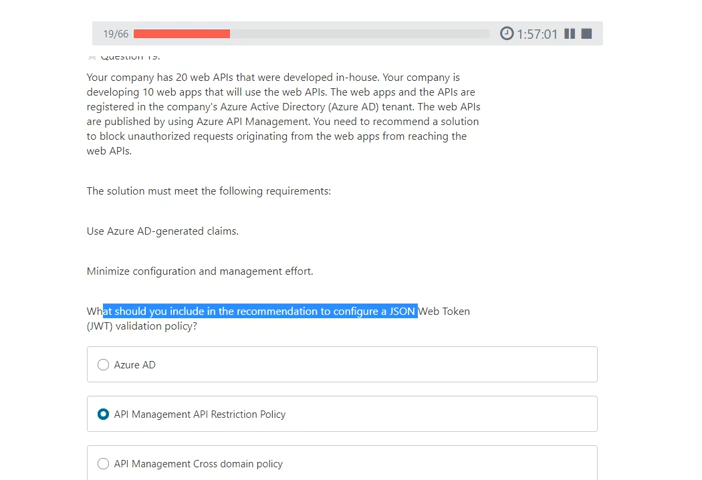 19/66
1:57:01
Question 19:
Your company has 20 web APIs that were developed in-house. Your company is
developing 10 web apps that will use the web APIs. The web apps and the APIs are
registered in the company's Azure Active Directory (Azure AD) tenant. The web APIs
are published by using Azure API Management. You need to recommend a solution
to block unauthorized requests originating from the web apps from reaching the
web APIs.
The solution must meet the following requirements:
Use Azure AD-generated claims.
Minimize configuration and management effort.
What should you include in the recommendation to configure a JSON Web Token
(JWT) validation policy?
Azure AD
API Management API Restriction Policy
API Management Cross domain policy